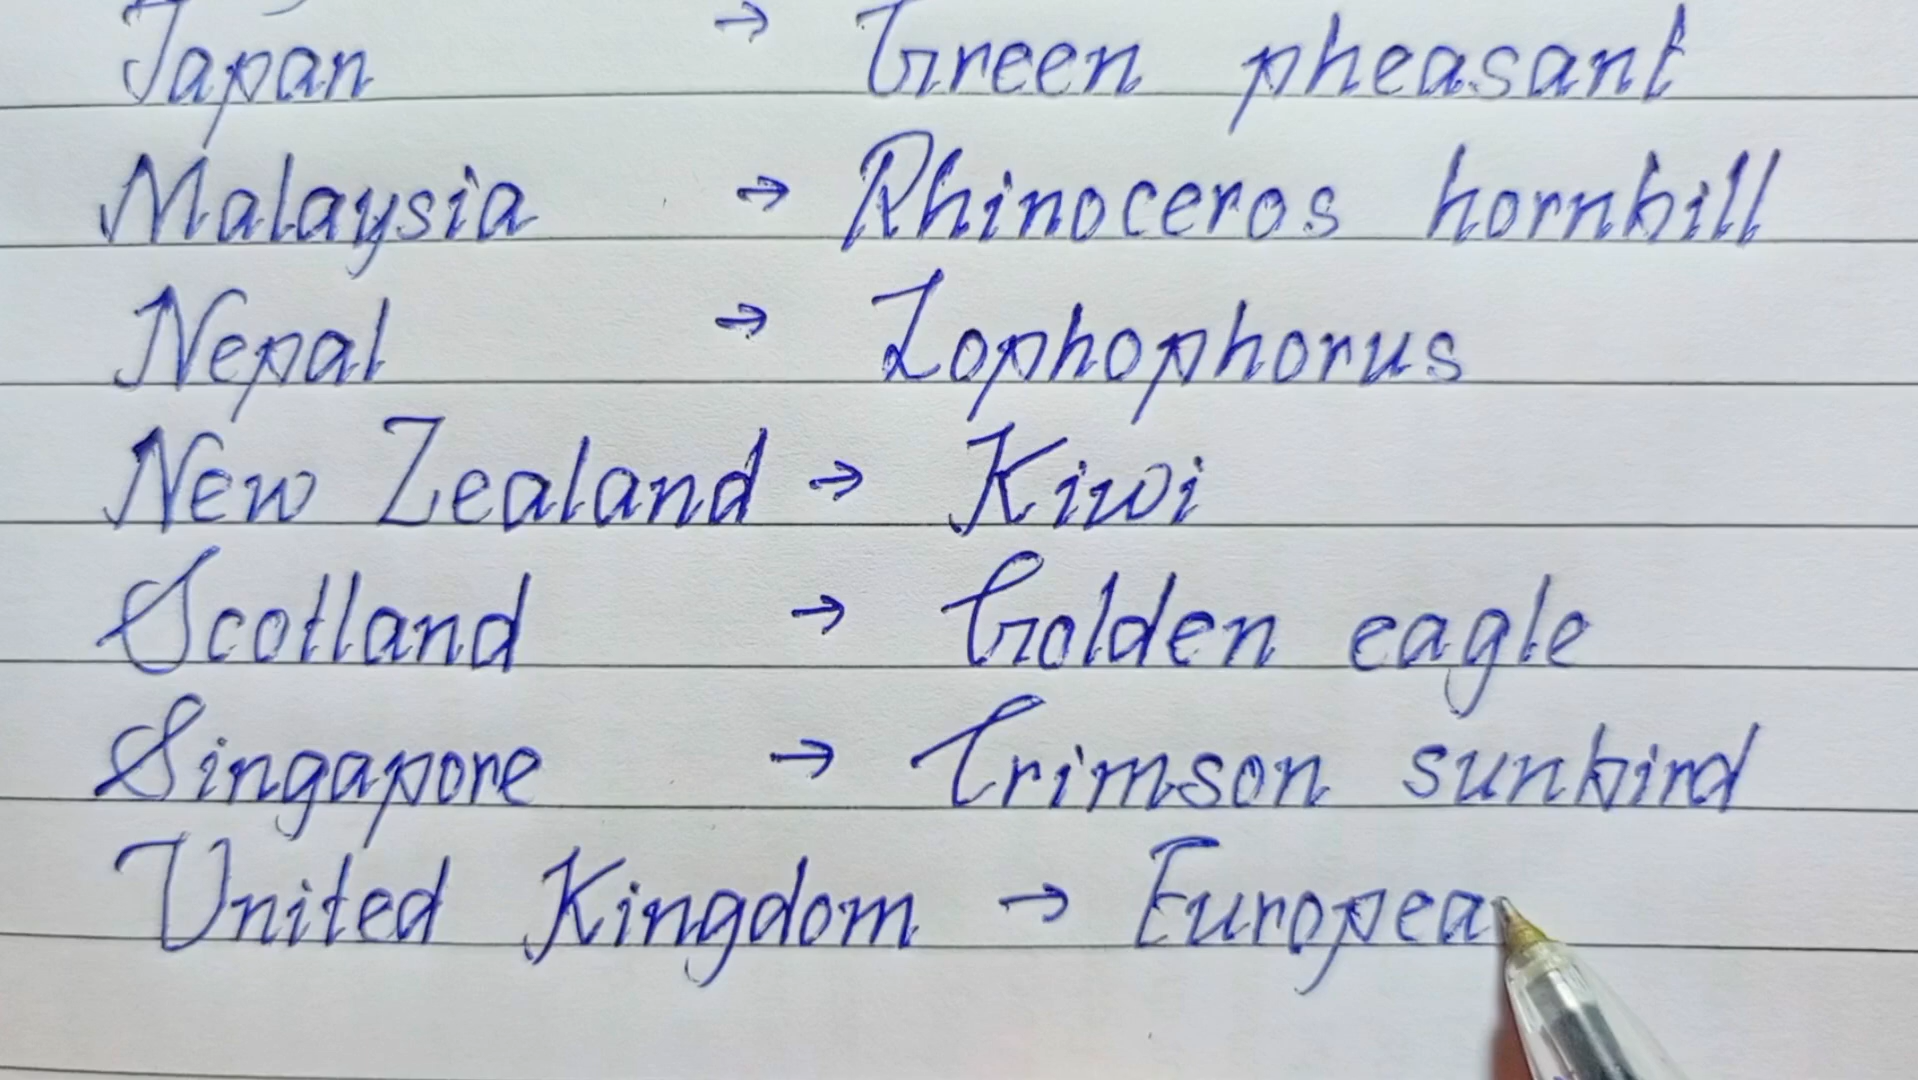 Japan → Green pheasant
Malaysia → Rhinoceros hornbill
Nepal → Lophophorus
New Zealand → Kiwi
Scotland → Golden eagle
Singapore → Crimson sunbird
United Kingdom → Europea